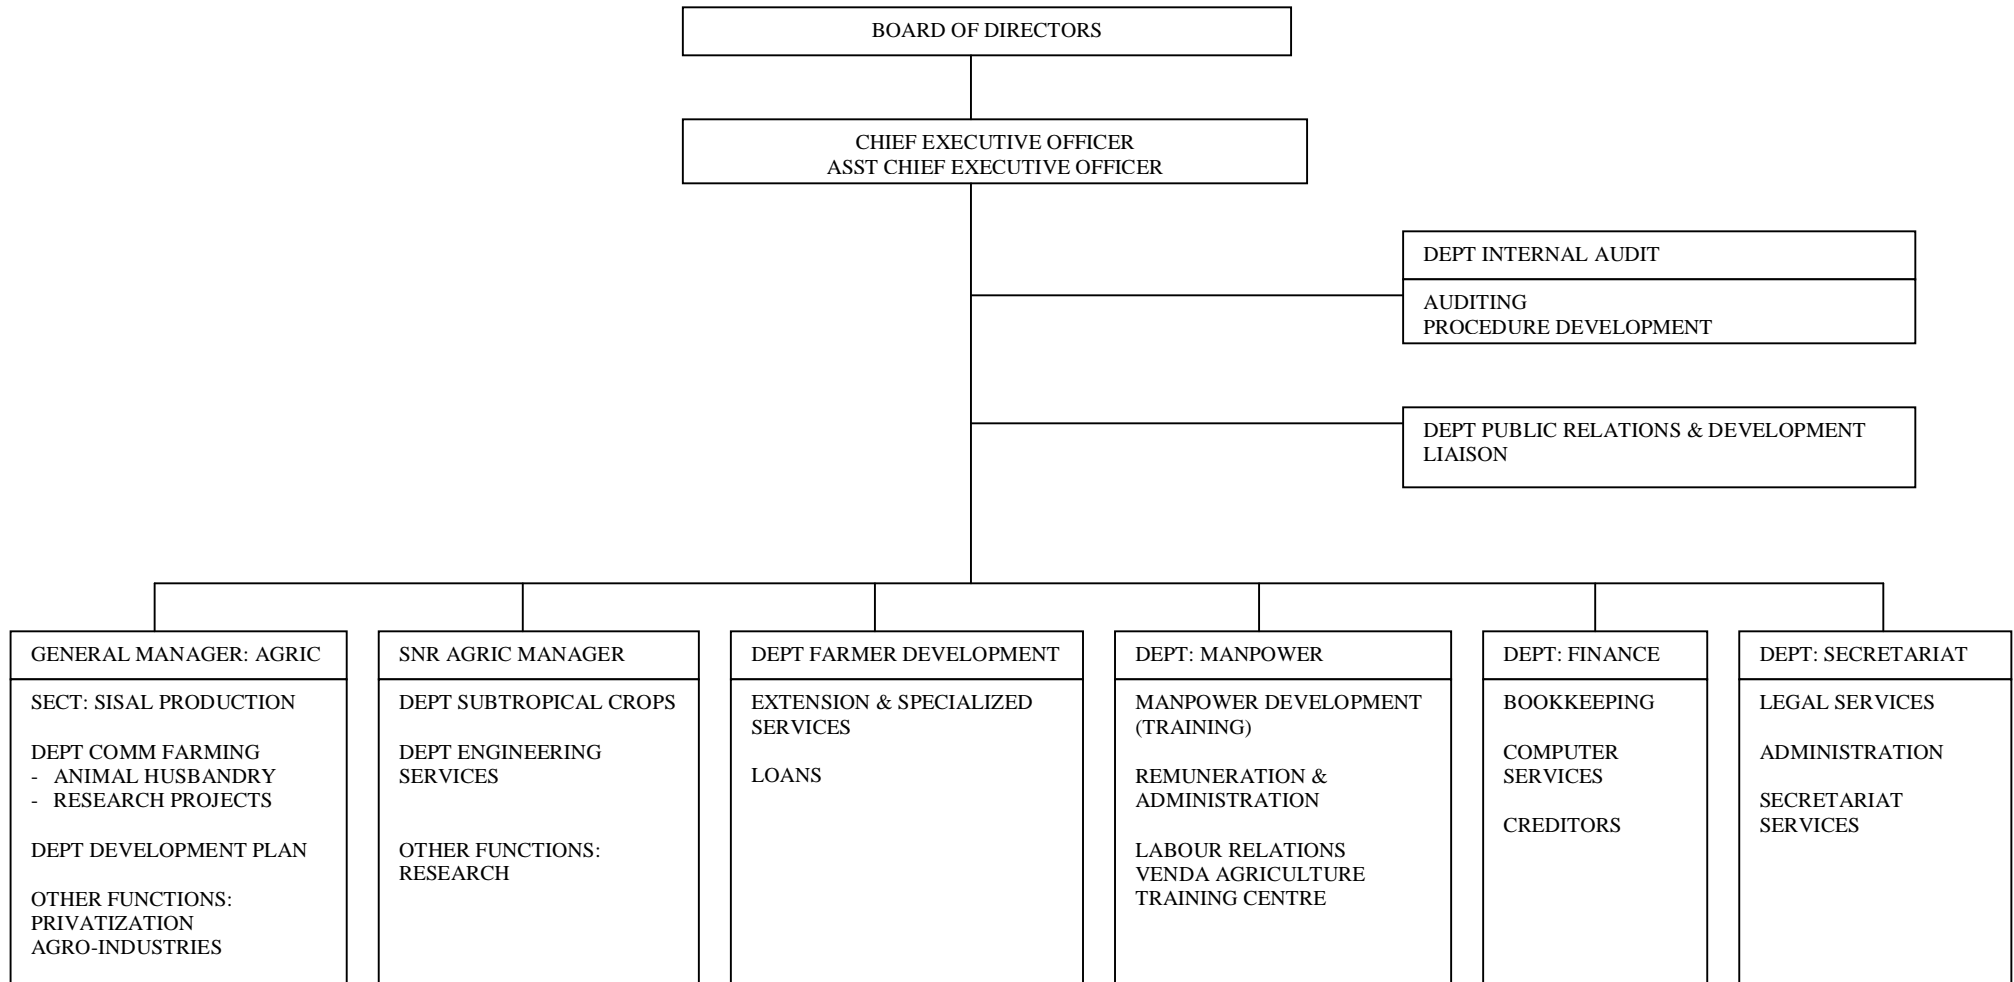 BOARD OF DIRECTORS
CHIEF EXECUTIVE OFFICER
ASST CHIEF EXECUTIVE OFFICER
DEPT INTERNAL AUDIT
AUDITING
PROCEDURE DEVELOPMENT
DEPT PUBLIC RELATIONS & DEVELOPMENT
LIAISON
GENERAL MANAGER: AGRIC
SECT: SISAL PRODUCTION
DEPT COMM FARMING
- ANIMAL HUSBANDRY
- RESEARCH PROJECTS
DEPT DEVELOPMENT PLAN
OTHER FUNCTIONS:
PRIVATIZATION
AGRO-INDUSTRIES
SNR AGRIC MANAGER
DEPT SUBTROPICAL CROPS
DEPT ENGINEERING
SERVICES
OTHER FUNCTIONS:
RESEARCH
DEPT FARMER DEVELOPMENT
EXTENSION & SPECIALIZED
SERVICES
LOANS
DEPT: MANPOWER
MANPOWER DEVELOPMENT
(TRAINING)
REMUNERATION &
ADMINISTRATION
LABOUR RELATIONS
VENDA AGRICULTURE
TRAINING CENTRE
DEPT: FINANCE
BOOKKEEPING
COMPUTER
SERVICES
CREDITORS
DEPT: SECRETARIAT
LEGAL SERVICES
ADMINISTRATION
SECRETARIAT
SERVICES